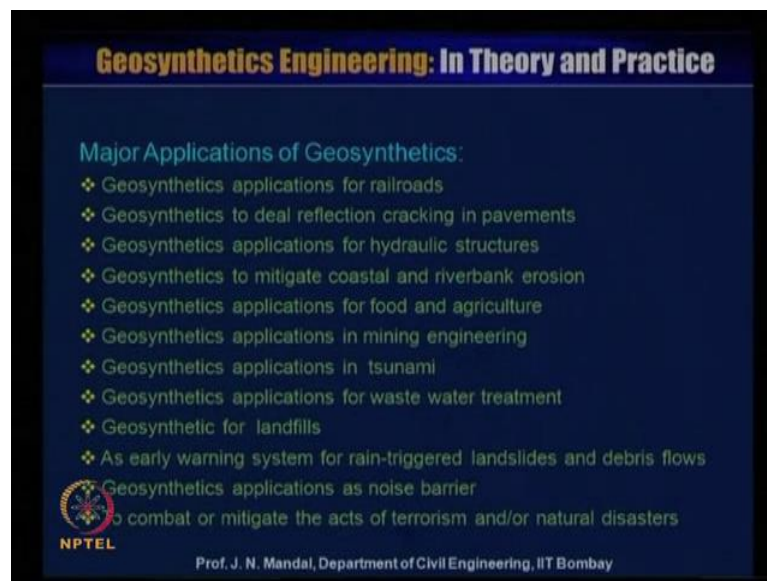 Geosynthetics Engineering: In Theory and Practice
Major Applications of Geosynthetics:
❖ Geosynthetics applications for railroads
❖ Geosynthetics to deal reflection cracking in pavements
❖ Geosynthetics applications for hydraulic structures
❖ Geosynthetics to mitigate coastal and riverbank erosion
❖ Geosynthetics applications for food and agriculture
❖ Geosynthetics applications in mining engineering
❖ Geosynthetics applications in tsunami
❖ Geosynthetics applications for waste water treatment
❖ Geosynthetic for landfills
❖ As early warning system for rain-triggered landslides and debris flows
❖ Geosynthetics applications as noise barrier
combat or mitigate the acts of terrorism and/or natural disasters
NPTEL
Prof. J. N. Mandal, Department of Civil Engineering, IIT Bombay